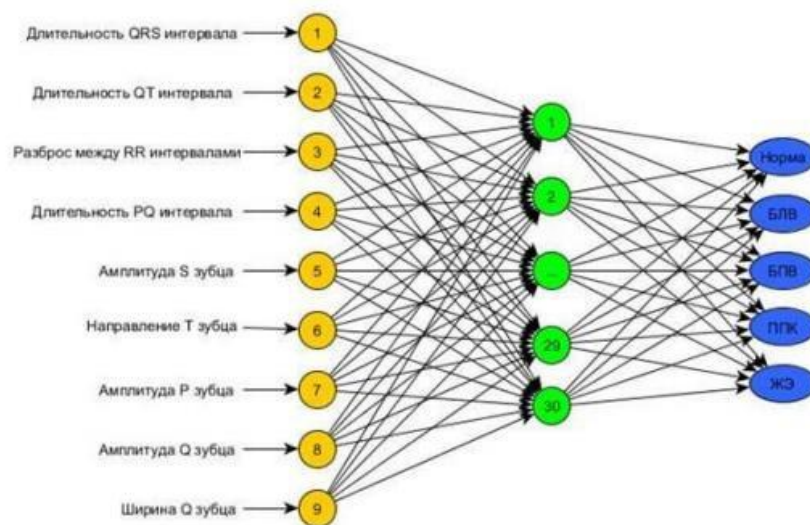 Длительность QRS интервала
1
Длительность QT интервала
2
Разброс между RR интервалами
3
Длительность PQ интервала
4
Амплитуда S зубца
5
Направление T зубца
6
Амплитуда P зубца
7
Амплитуда Q зубца
8
Ширина Q зубца
9
1
2
...
29
30
Норма
БЛВ
БПВ
ППК
ЖЭ